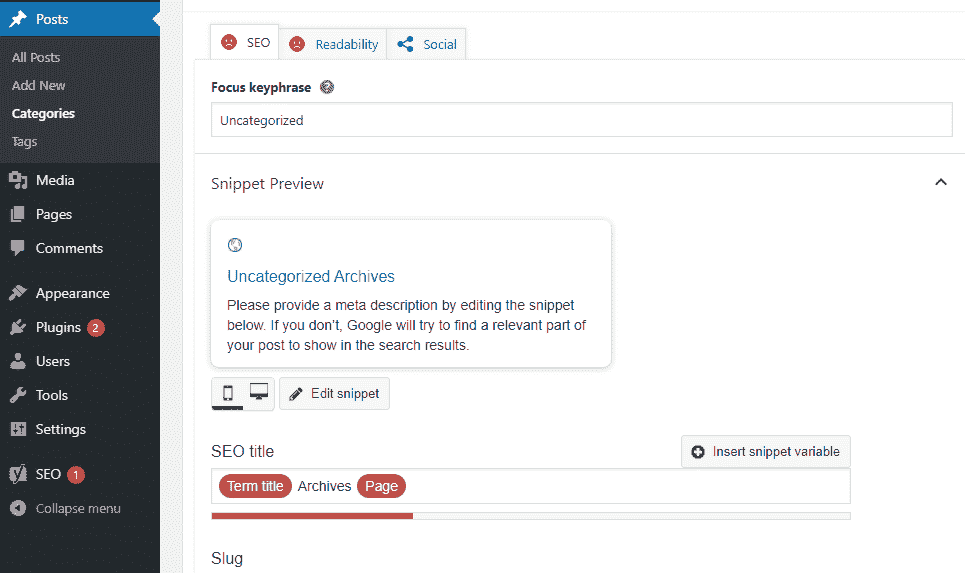 Posts
All Posts
Add New
Categories
Tags
Media
Pages
Comments
Appearance
Plugins 2
Users
Tools
Settings
SEO 1
Collapse menu
SEO Readability Social
Focus keyphrase ?
Uncategorized
Snippet Preview
Uncategorized Archives
Please provide a meta description by editing the snippet
below. If you don’t, Google will try to find a relevant part
of your post to show in the search results.
Edit snippet
SEO title
Insert snippet variable
Term title Archives Page
Slug